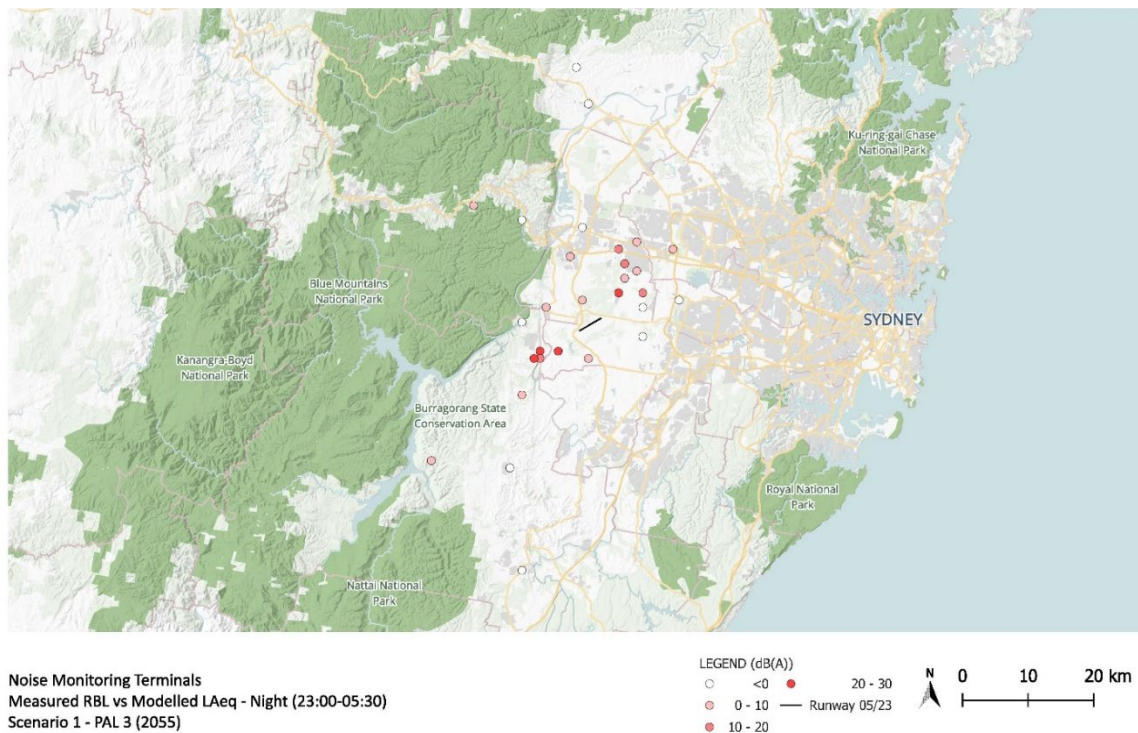 Ku-ring-gai Chase
National Park
Blue Mountains
National Park
SYDNEY
Kanangra-Boyd
National Park
Burragorang State
Conservation Area
Royal National
Park
Nattai National
Park
Noise Monitoring Terminals
Measured RBL vs Modelled LAeq - Night (23:00-05:30)
Scenario 1 - PAL 3 (2055)
LEGEND (dB(A))
<0 20 - 30
0 - 10 Runway 05/23
10 - 20
N
0 10 20 km